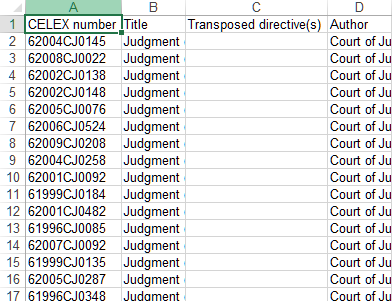 A B C D
1 CELEX number Title Transposed directive(s) Author
2 62004CJ0145 Judgment Court of Ju
3 62008CJ0022 Judgment Court of Ju
4 62002CJ0138 Judgment Court of Ju
5 62002CJ0148 Judgment Court of Ju
6 62005CJ0076 Judgment Court of Ju
7 62006CJ0524 Judgment Court of Ju
8 62009CJ0208 Judgment Court of Ju
9 62004CJ0258 Judgment Court of Ju
10 62001CJ0092 Judgment Court of Ju
11 61999CJ0184 Judgment Court of Ju
12 62001CJ0482 Judgment Court of Ju
13 61996CJ0085 Judgment Court of Ju
14 62007CJ0092 Judgment Court of Ju
15 61999CJ0135 Judgment Court of Ju
16 62005CJ0287 Judgment Court of Ju
17 61996CJ0348 Judgment Court of Ju